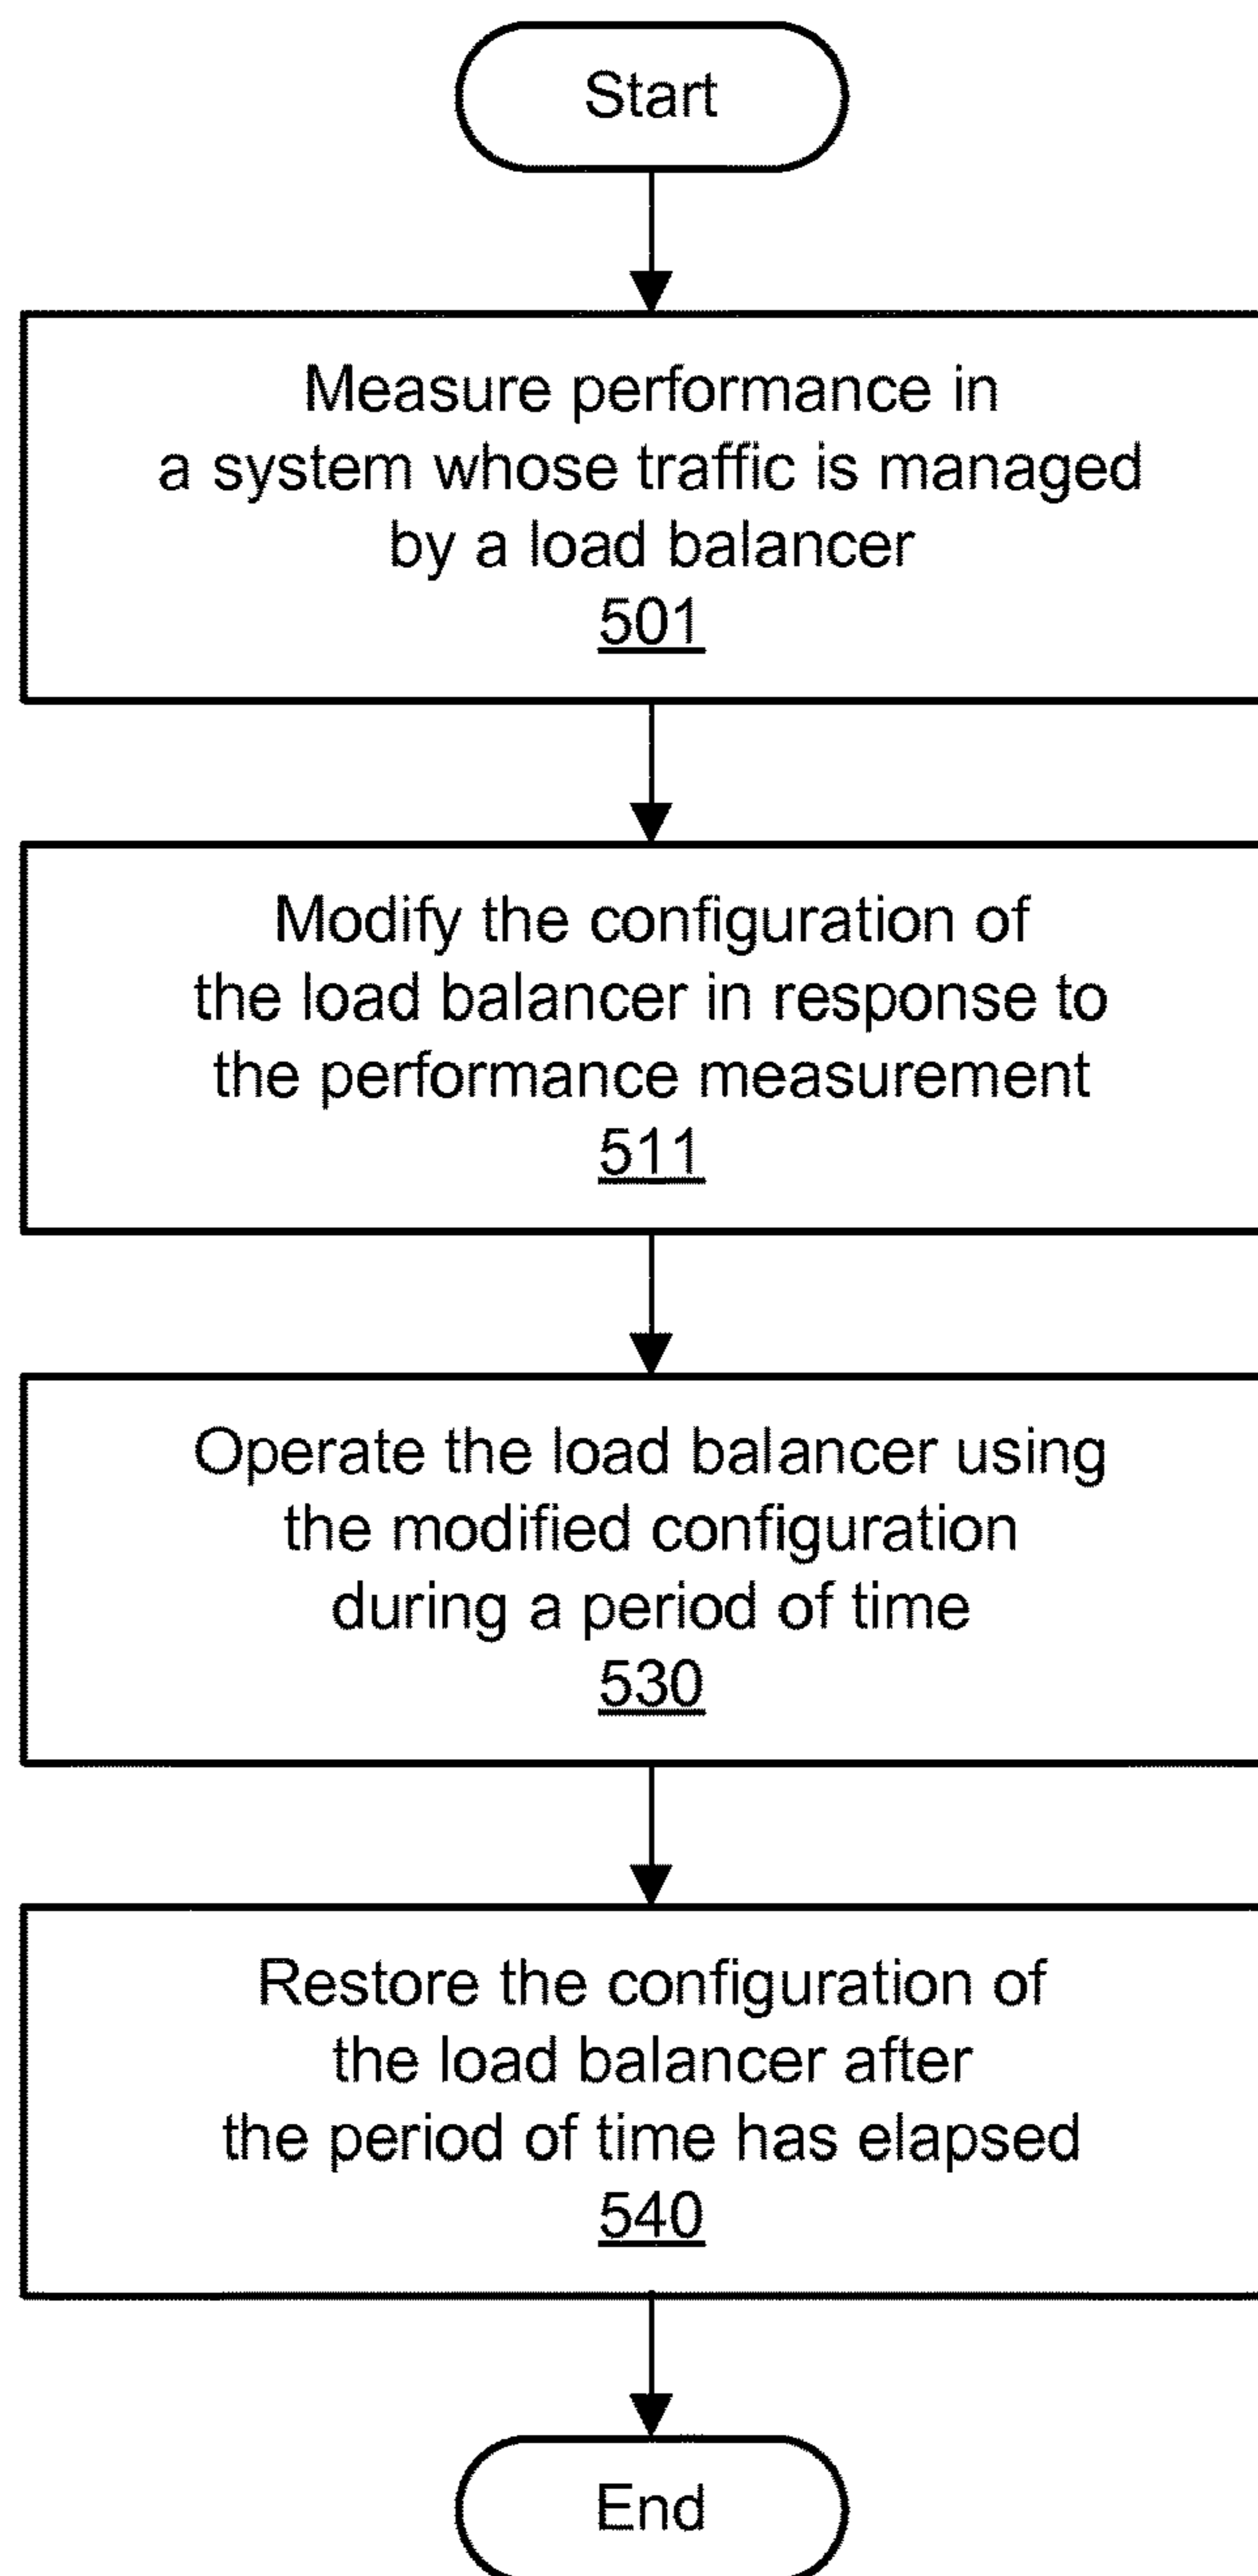 Start
Measure performance in
a system whose traffic is managed
by a load balancer
501
Modify the configuration of
the load balancer in response to
the performance measurement
511
Operate the load balancer using
the modified configuration
during a period of time
530
Restore the configuration of
the load balancer after
the period of time has elapsed
540
End